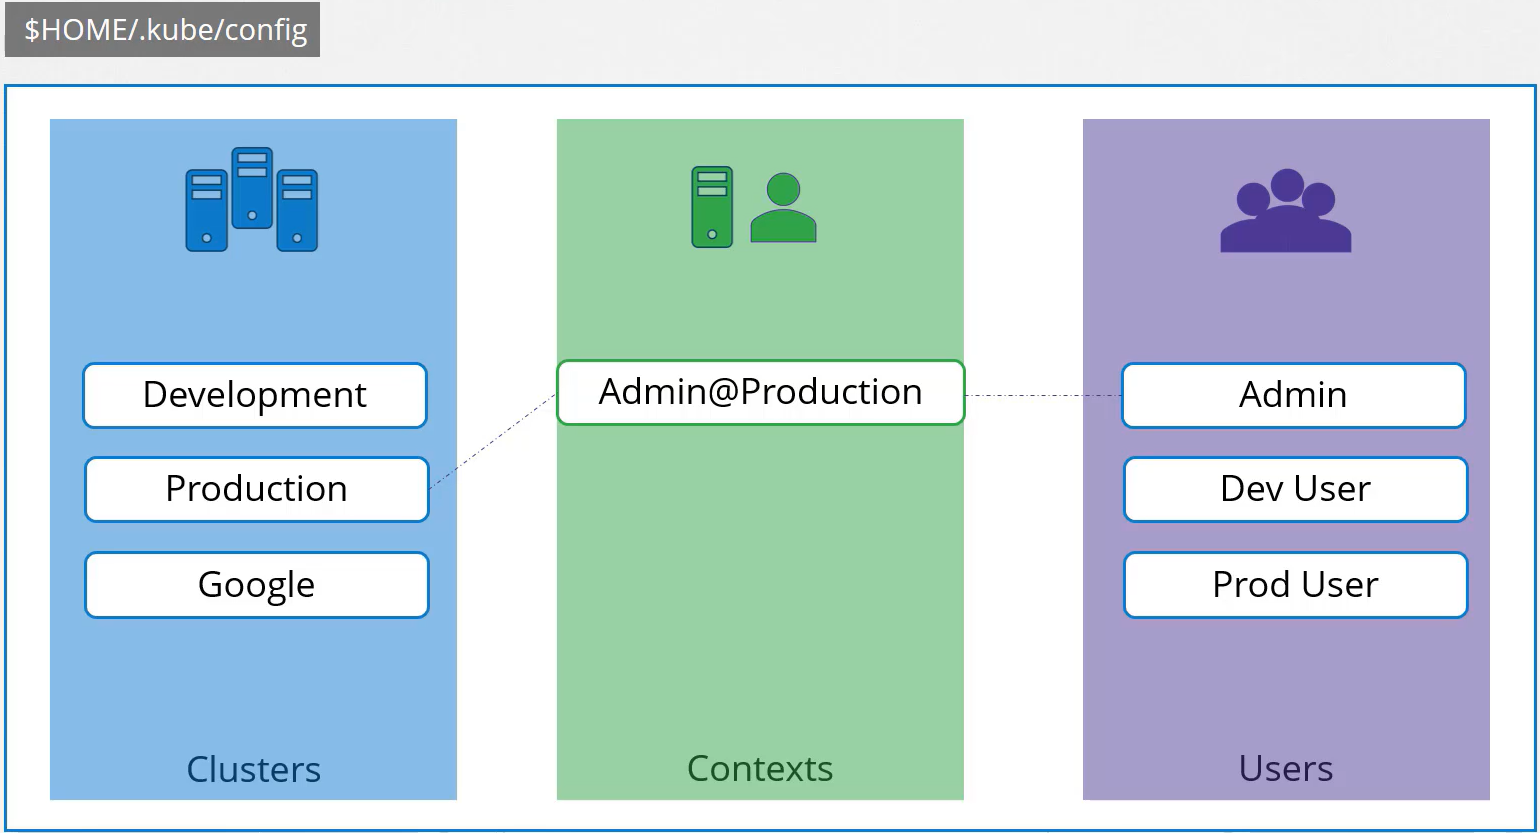 $HOME/.kube/config
Development
Production
Google
Clusters
Admin@Production
Contexts
Admin
Dev User
Prod User
Users